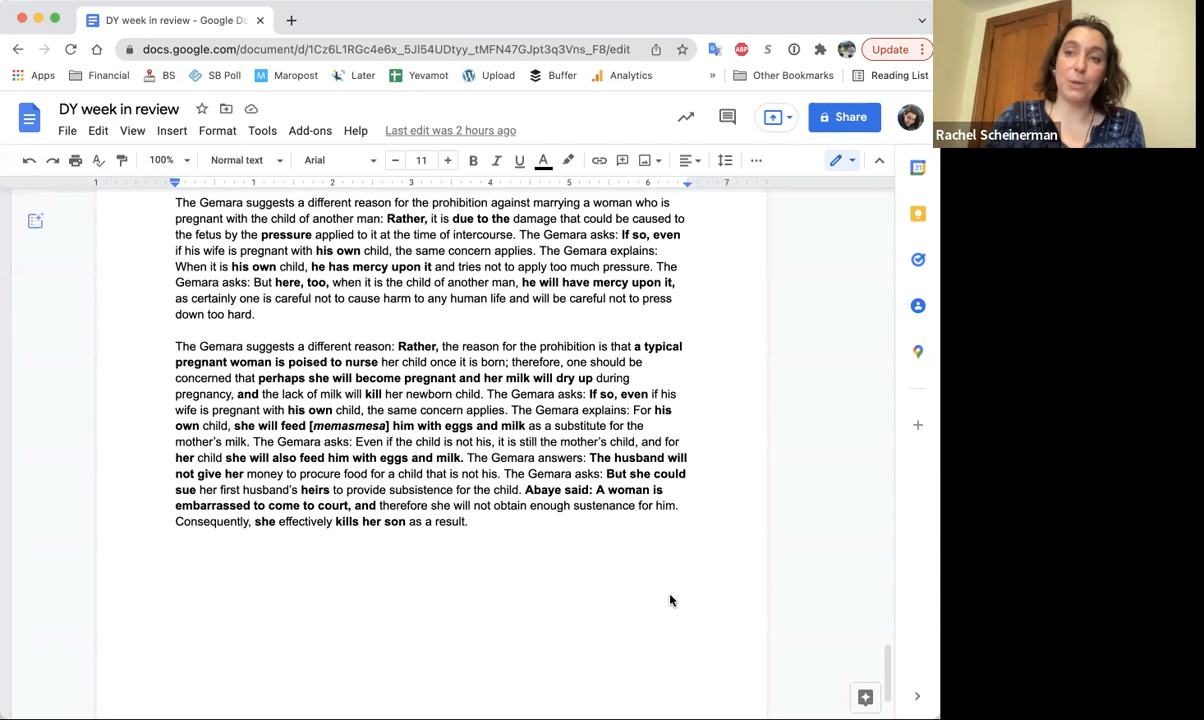 DY week in review - Google Do
docs.google.com/document/d/1Cz6L1RGc4e6x_5Jl54UDtyy_tMFN47GJpt3q3Vns_F8/edit
Update
Apps Financial BS SB Poll Maropost Later Yevamot Upload Buffer Analytics » Other Bookmarks Reading List
DY week in review
File Edit View Insert Format Tools Add-ons Help Last edit was 2 hours ago
Share
Rachel Scheinerman
100% Normal text Arial 11
1 1 2 3 4 5 6 7
The Gemara suggests a different reason for the prohibition against marrying a woman who is
pregnant with the child of another man: Rather, it is due to the damage that could be caused to
the fetus by the pressure applied to it at the time of intercourse. The Gemara asks: If so, even
if his wife is pregnant with his own child, the same concern applies. The Gemara explains:
When it is his own child, he has mercy upon it and tries not to apply too much pressure. The
Gemara asks: But here, too, when it is the child of another man, he will have mercy upon it,
as certainly one is careful not to cause harm to any human life and will be careful not to press
down too hard.
The Gemara suggests a different reason: Rather, the reason for the prohibition is that a typical
pregnant woman is poised to nurse her child once it is born; therefore, one should be
concerned that perhaps she will become pregnant and her milk will dry up during
pregnancy, and the lack of milk will kill her newborn child. The Gemara asks: If so, even if his
wife is pregnant with his own child, the same concern applies. The Gemara explains: For his
own child, she will feed [memasmesa] him with eggs and milk as a substitute for the
mother's milk. The Gemara asks: Even if the child is not his, it is still the mother's child, and for
her child she will also feed him with eggs and milk. The Gemara answers: The husband will
not give her money to procure food for a child that is not his. The Gemara asks: But she could
sue her first husband's heirs to provide subsistence for the child. Abaye said: A woman is
embarrassed to come to court, and therefore she will not obtain enough sustenance for him.
Consequently, she effectively kills her son as a result.